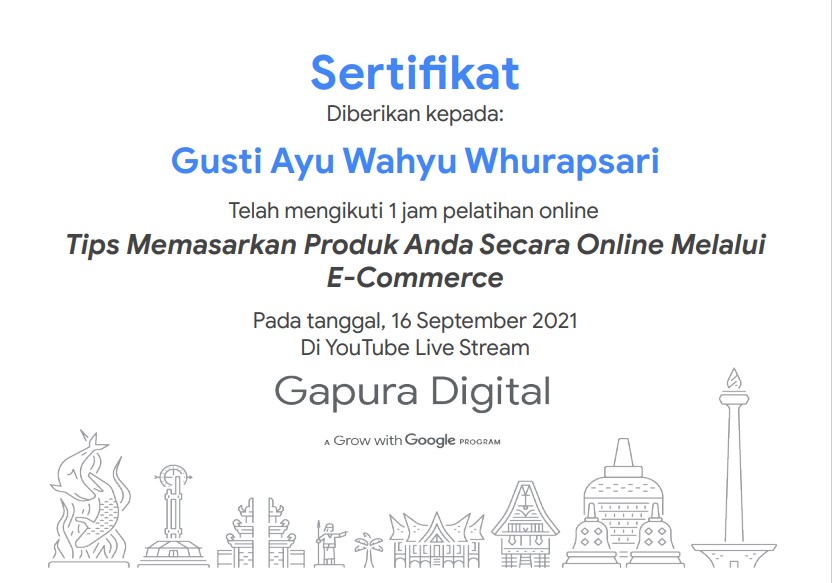 Sertifikat
Diberikan kepada:
Gusti Ayu Wahyu Whurapsari
Telah mengikuti 1 jam pelatihan online
Tips Memasarkan Produk Anda Secara Online Melalui
E-Commerce
Pada tanggal, 16 September 2021
Di YouTube Live Stream
Gapura Digital
A Grow with Google PROGRAM